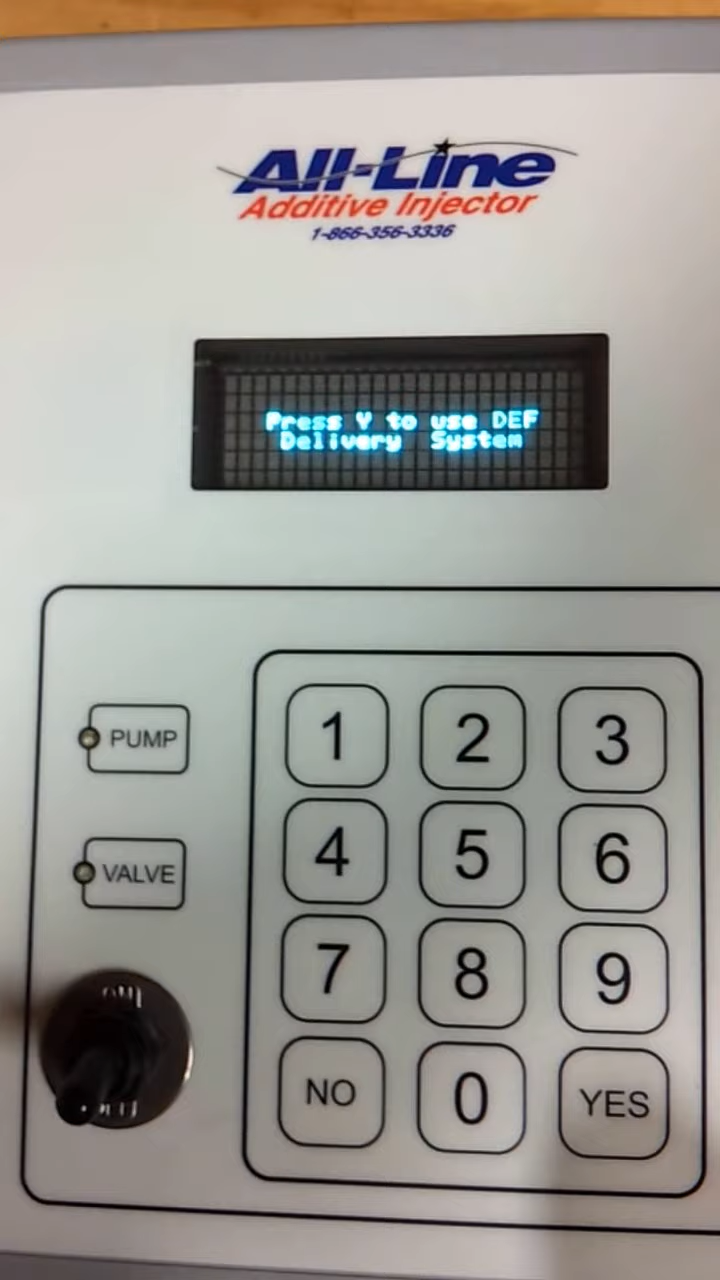 All-Line
Additive Injector
1-866-356-3336
Press Y to use DEF
Delivery System
PUMP
VALVE
1 2 3
4 5 6
7 8 9
NO 0 YES